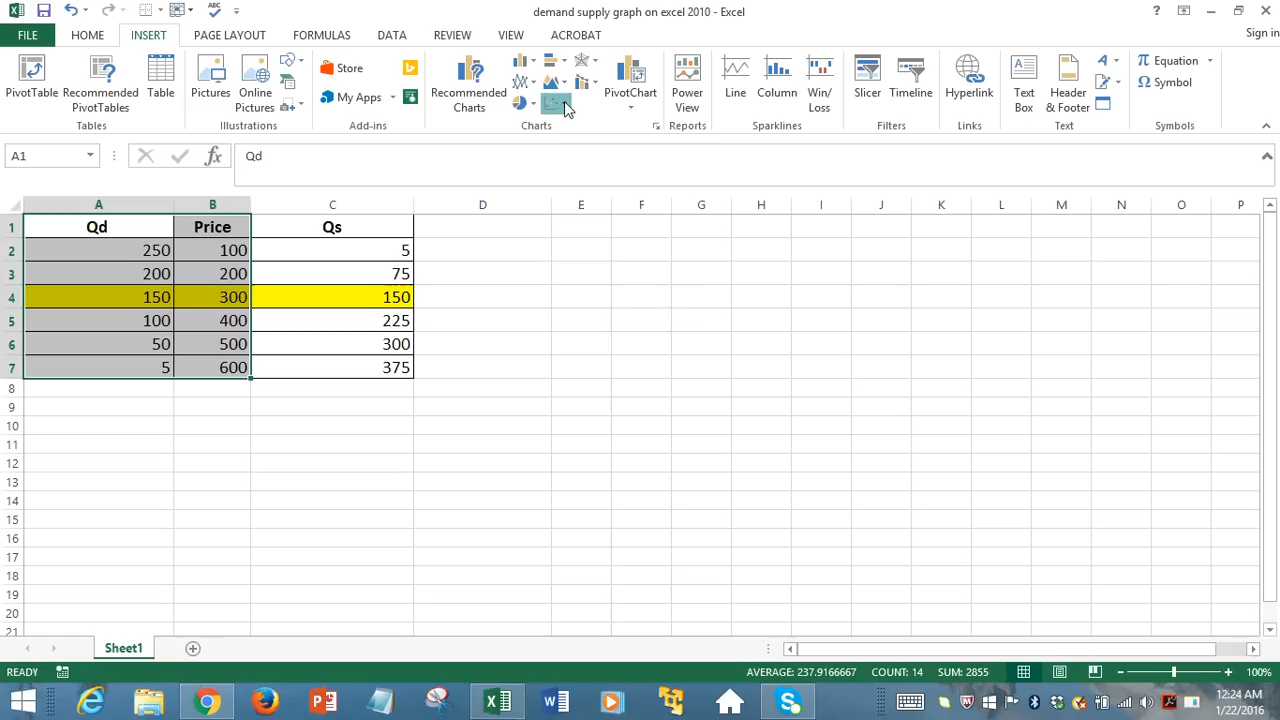 demand supply graph on excel 2010 - Excel
ABC
?
FILE
HOME
INSERT
PAGE LAYOUT
FORMULAS
DATA
REVIEW
VIEW
ACROBAT
Sign in
PivotTable
Recommended
PivotTables
Table
Tables
Pictures
Online
Pictures
Illustrations
Store
My Apps
Add-ins
Recommended
Charts
Charts
PivotChart
Power
View
Reports
Line
Column
Win/
Loss
Sparklines
Slicer
Timeline
Filters
Hyperlink
Links
Text
Box
Header
& Footer
Text
π Equation
Ω Symbol
Symbols
A1
fx
Qd
A B C D E F G H I J K L M N O P
1 Qd Price Qs
2 250 100 5
3 200 200 75
4 150 300 150
5 100 400 225
6 50 500 300
7 5 600 375
8
9
10
11
12
13
14
15
16
17
18
19
20
21
Sheet1
READY
AVERAGE: 237.9166667 COUNT: 14 SUM: 2855
100%
12:24 AM
1/22/2016